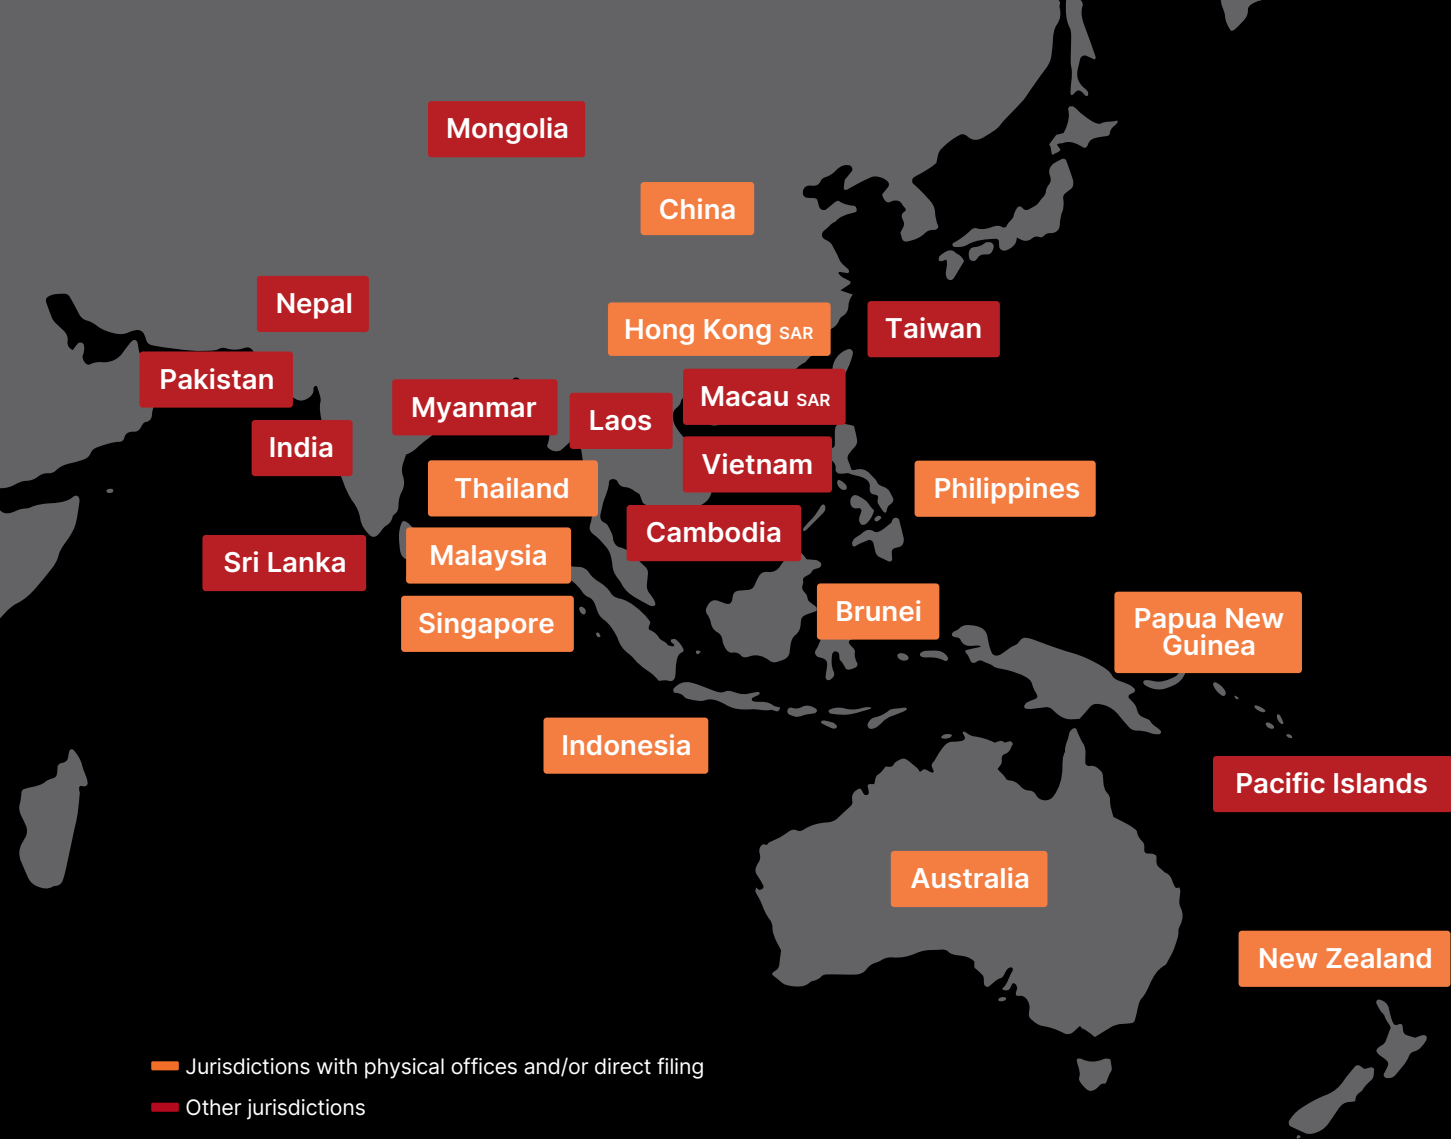 Mongolia
China
Nepal
Hong Kong SAR
Taiwan
Pakistan
Macau SAR
Myanmar
Laos
India
Vietnam
Thailand
Philippines
Cambodia
Malaysia
Sri Lanka
Brunei
Singapore
Papua New
Guinea
Indonesia
Pacific Islands
Australia
New Zealand
Jurisdictions with physical offices and/or direct filing
Other jurisdictions